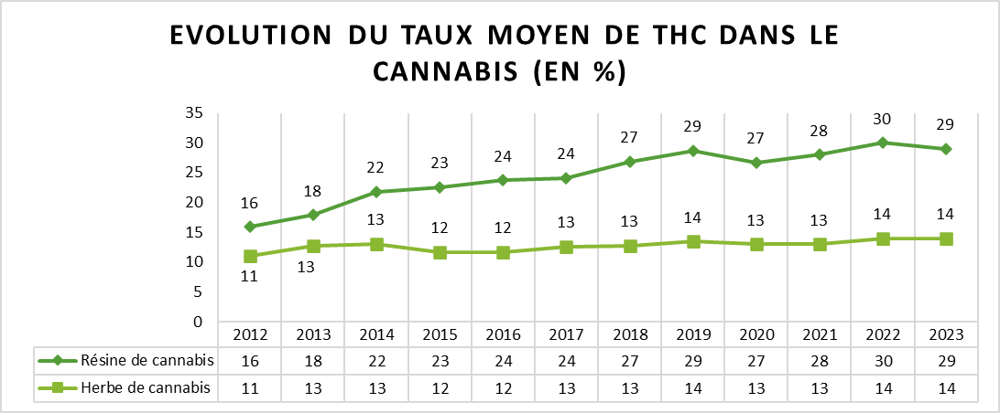 EVOLUTION DU TAUX MOYEN DE THC DANS LE
CANNABIS (EN %)
35
30
25
20
15
10
5
0
16 18 22 23 24 24 27 29 27 28 30 29
11 13 13 12 12 13 13 14 13 13 14 14
2012 2013 2014 2015 2016 2017 2018 2019 2020 2021 2022 2023
Résine de cannabis 16 18 22 23 24 24 27 29 27 28 30 29
Herbe de cannabis 11 13 13 12 12 13 13 14 13 13 14 14